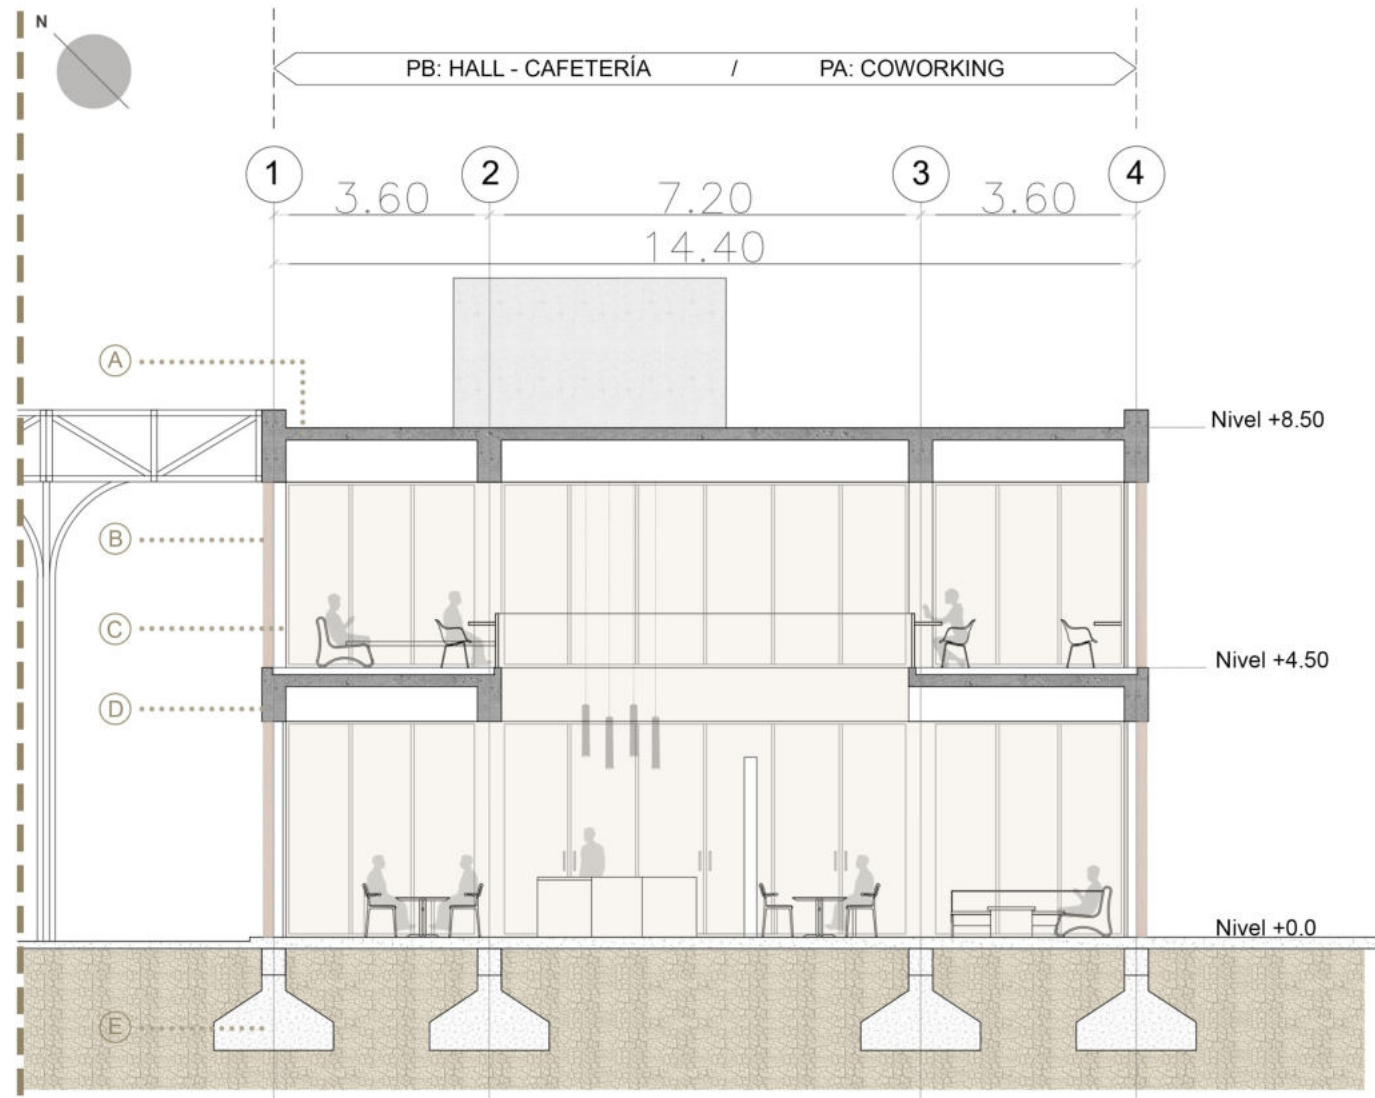 N
PB: HALL - CAFETERÍA / PA: COWORKING
1 2 3 4
3.60 7.20 3.60
14.40
A
Nivel +8.50
B
C
Nivel +4.50
D
Nivel +0.0
E